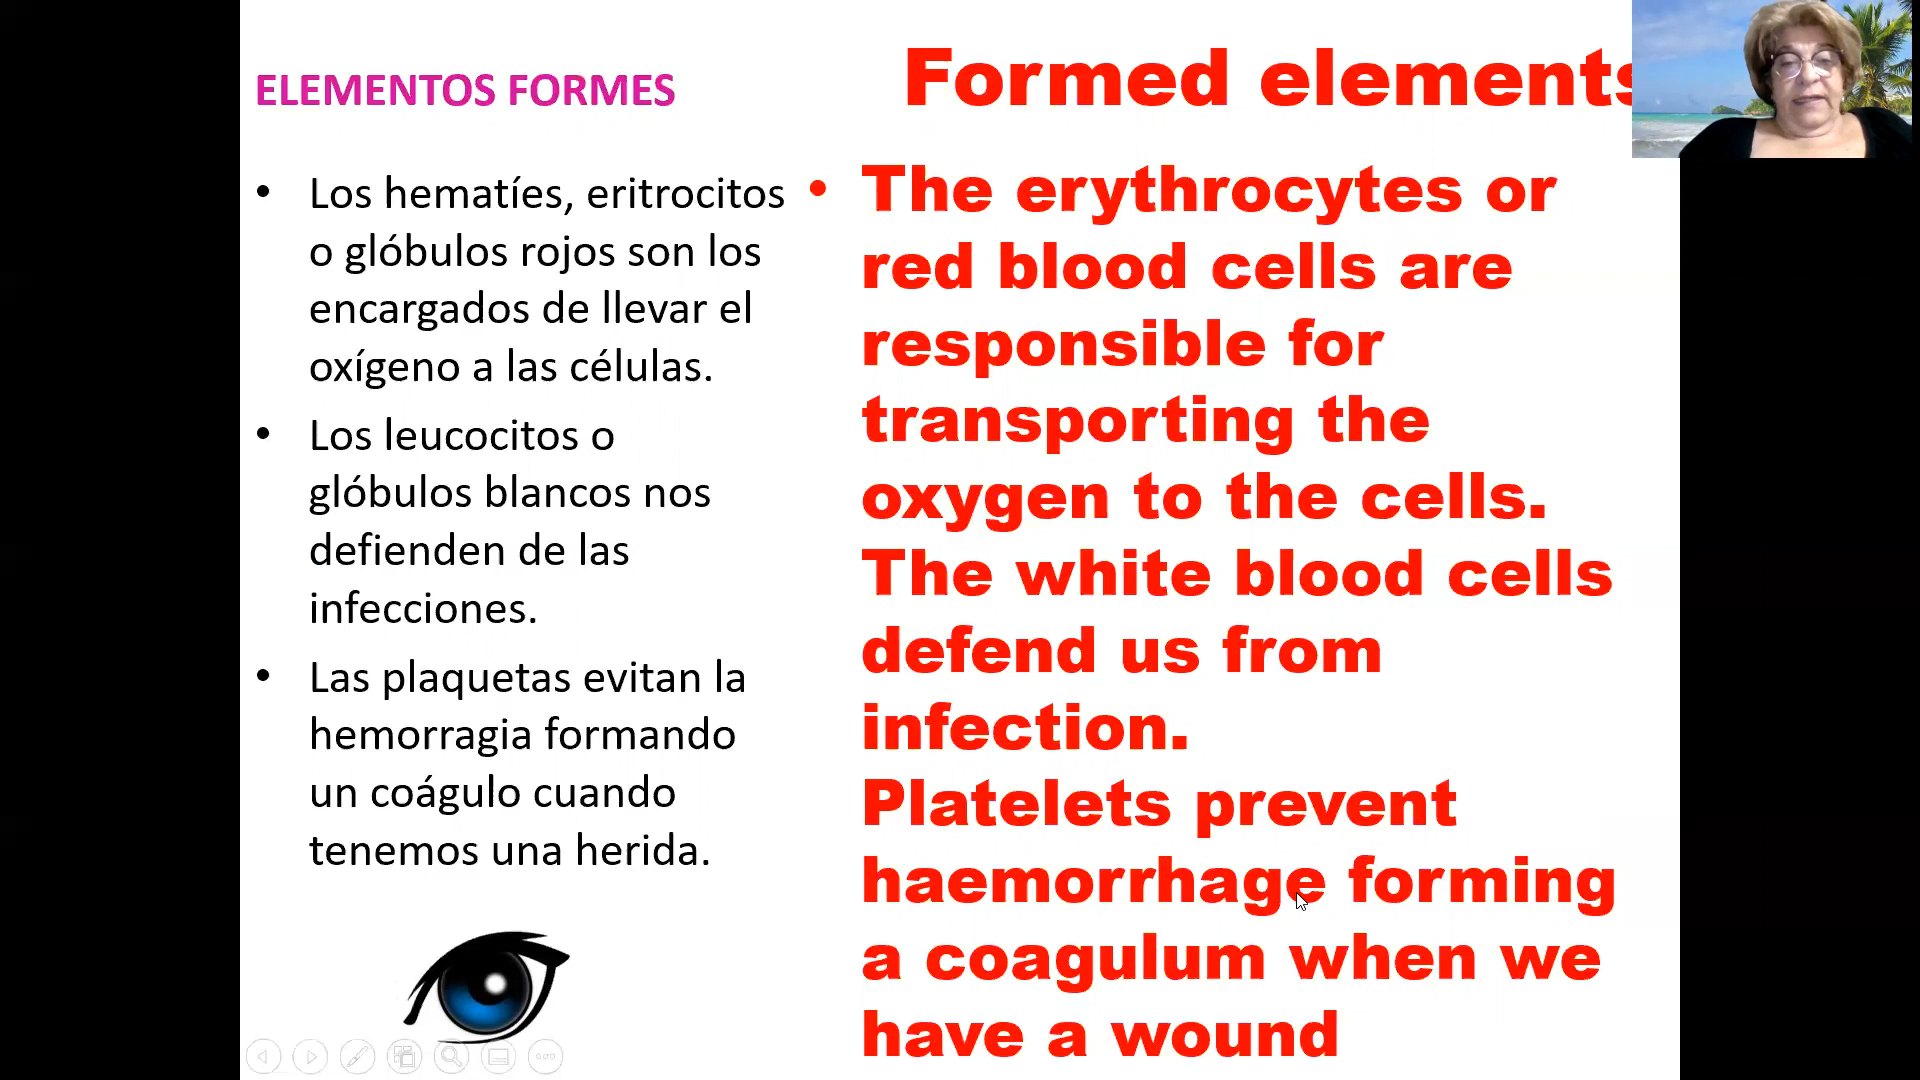 ELEMENTOS FORMES
• Los hematíes, eritrocitos
o glóbulos rojos son los
encargados de llevar el
oxígeno a las células.
• Los leucocitos o
glóbulos blancos nos
defienden de las
infecciones.
• Las plaquetas evitan la
hemorragia formando
un coágulo cuando
tenemos una herida.
Formed elements
• The erythrocytes or
red blood cells are
responsible for
transporting the
oxygen to the cells.
The white blood cells
defend us from
infection.
Platelets prevent
haemorrhage forming
a coagulum when we
have a wound